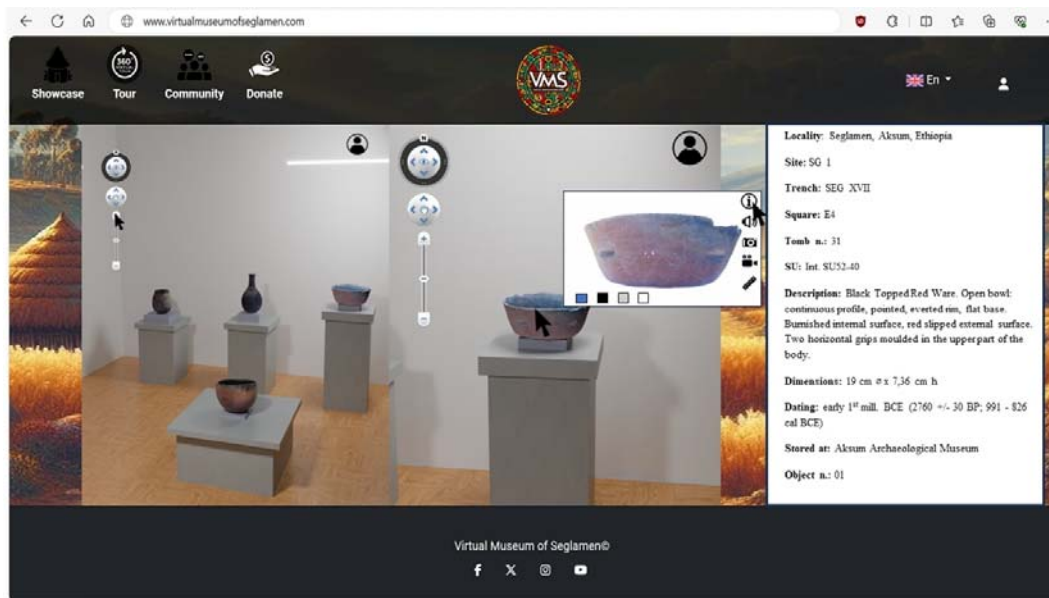 www.virtualmuseumofseglamen.com
360°
VMS
En
Showcase Tour Community Donate
Locality: Seglamen, Aksum, Ethiopia
Site: SG 1
Trench: SEG XVII
Square: E4
Tomb n.: 31
SU: Int. SU52-40
Description: Black Topped Red Ware. Open bowl:
continuous profile, pointed, everted rim, flat base.
Burnished internal surface, red slipped external surface.
Two horizontal grips moulded in the upper part of the
body.
Dimensions: 19 cm ø x 7,36 cm h
Dating: early 1st mill. BCE (2760 +/- 30 BP; 991 - 826
cal BCE)
Stored at: Aksum Archaeological Museum
Object n.: 01
Virtual Museum of Seglamen©